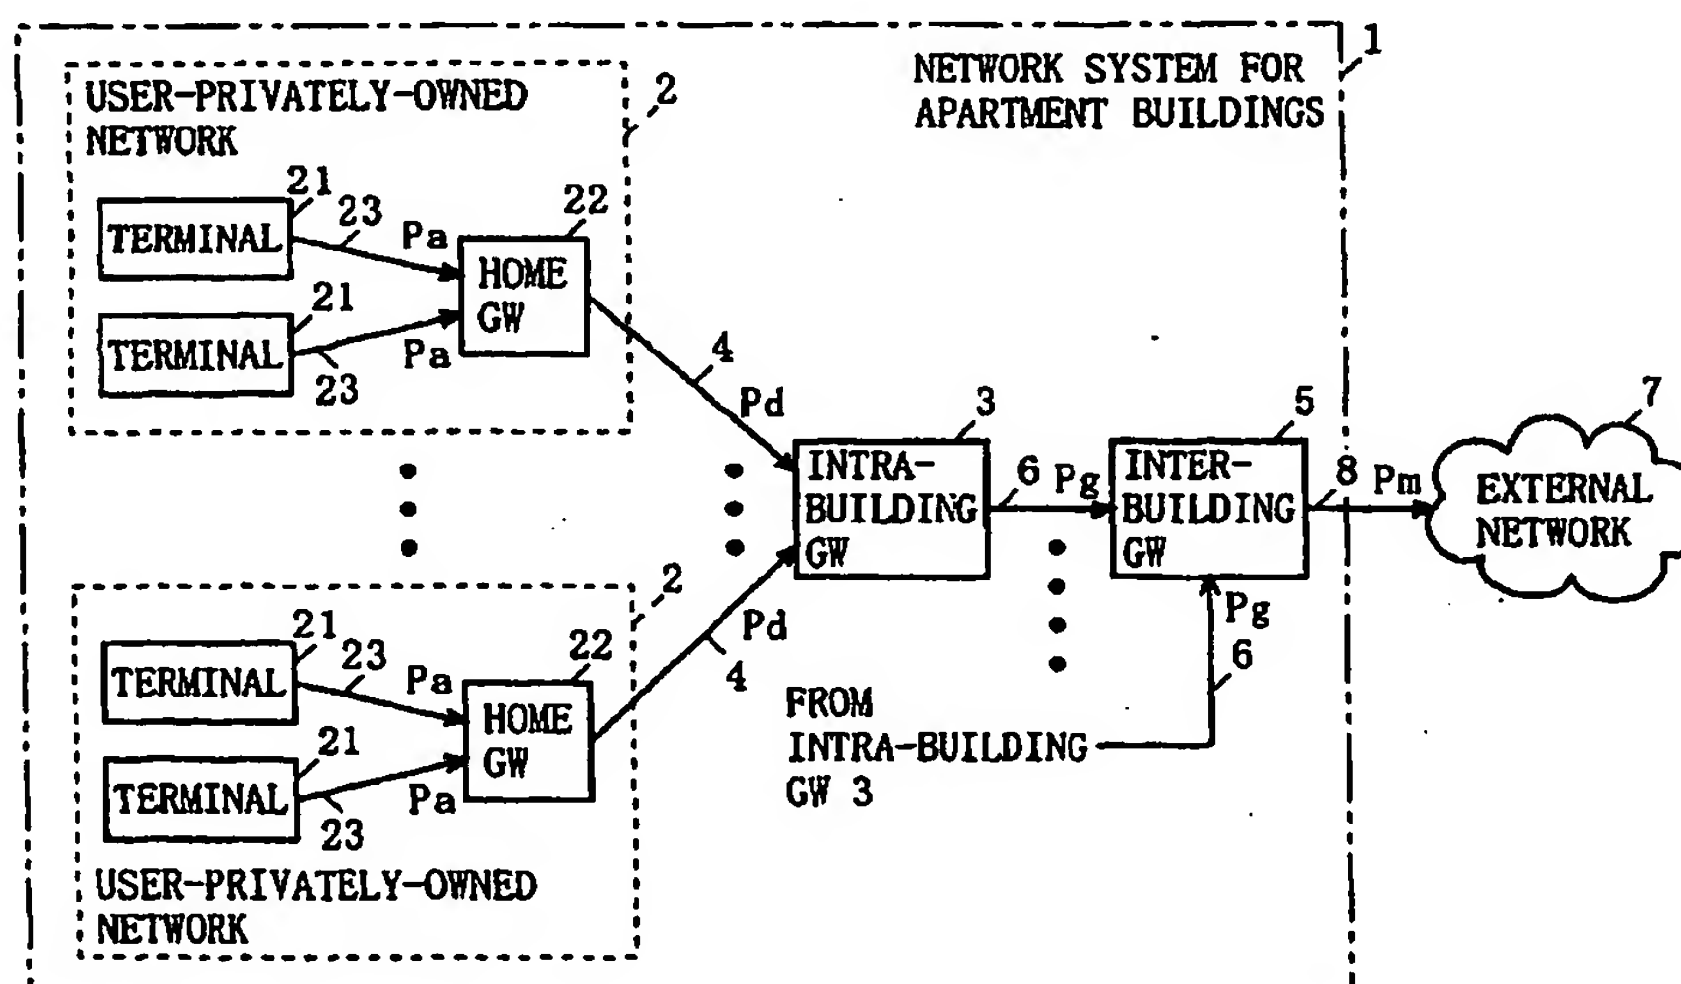 1
NETWORK SYSTEM FOR
APARTMENT BUILDINGS
USER-PRIVATELY-OWNED
NETWORK
2
21
TERMINAL
23
Pa
22
HOME
GW
21
TERMINAL
23
Pa
4
Pd
3
INTRA-
BUILDING
GW
6
Pg
5
INTER-
BUILDING
GW
8
Pm
7
EXTERNAL
NETWORK
2
21
TERMINAL
23
Pa
22
HOME
GW
21
TERMINAL
23
Pa
Pd
4
Pg
6
FROM
INTRA-BUILDING
GW 3
USER-PRIVATELY-OWNED
NETWORK